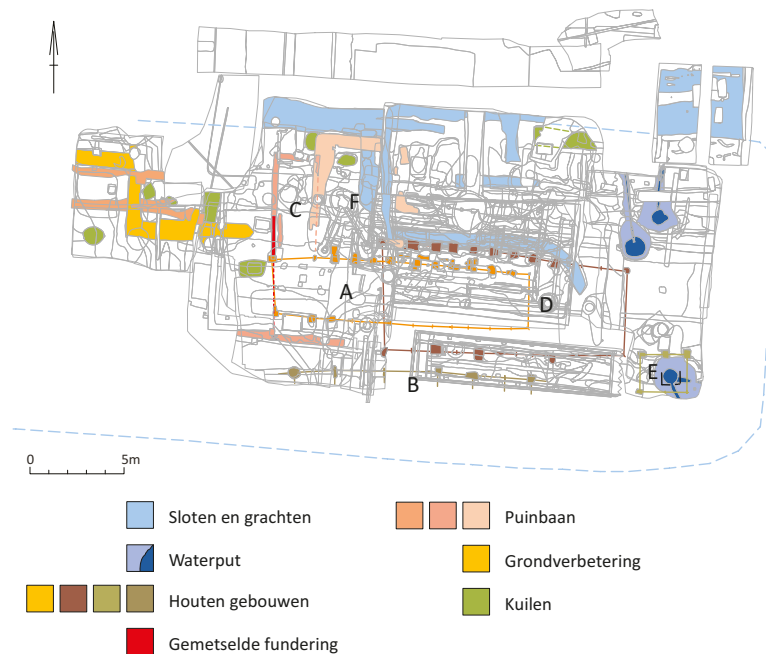 C
F
A
D
B
E
0 5m
Sloten en grachten
Puinbaan
Waterput
Grondverbetering
Houten gebouwen
Kuilen
Gemetselde fundering